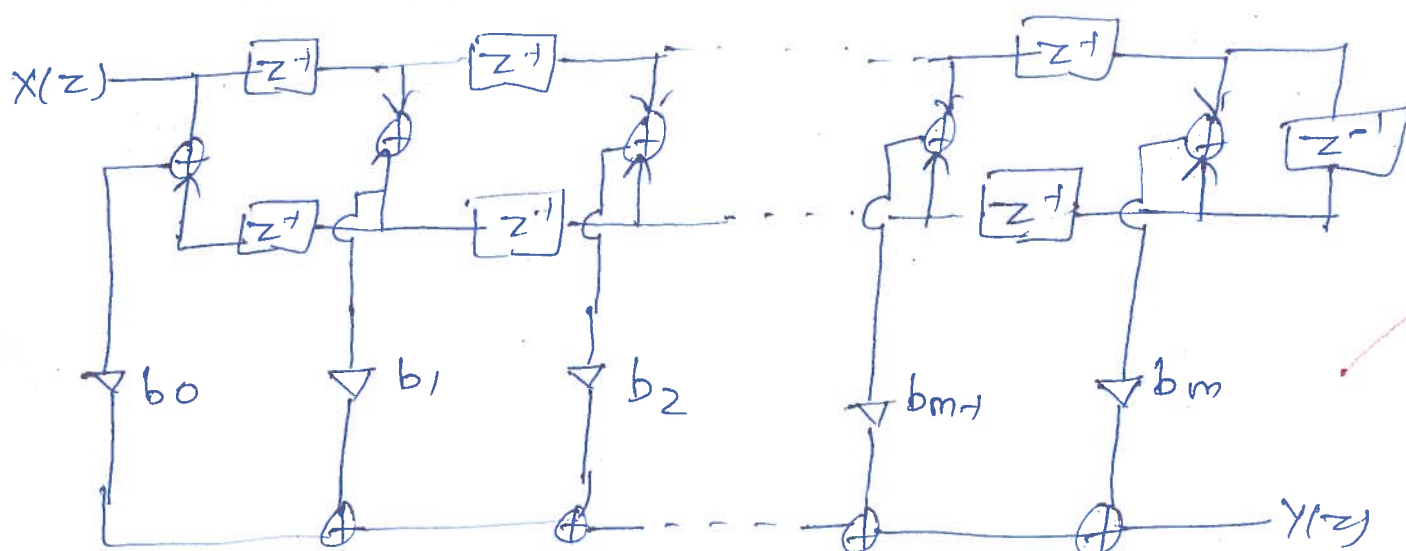 X(z) z⁻¹ z⁻¹ z⁻¹
+ + + + + z⁻¹
z⁻¹ z⁻¹ z⁻¹
b0 b1 b2 bm-1 bm
+ + + + Y(z)